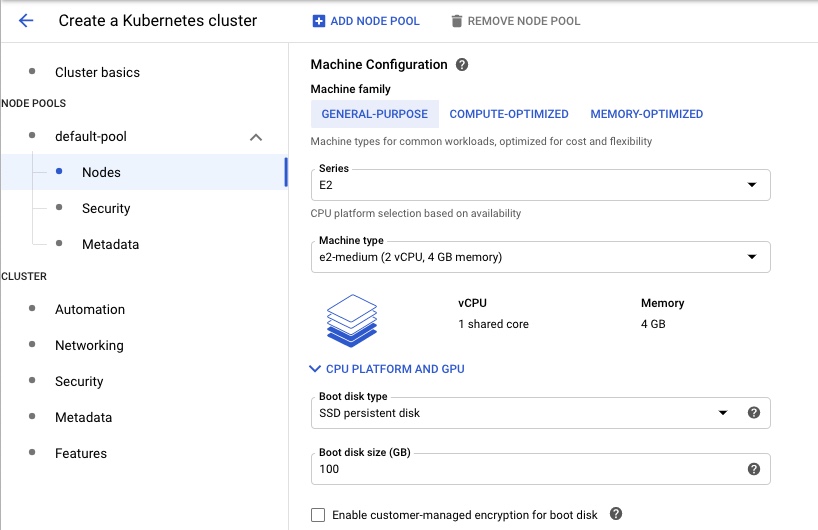 Create a Kubernetes cluster
ADD NODE POOL
REMOVE NODE POOL
Cluster basics
NODE POOLS
default-pool
Nodes
Security
Metadata
CLUSTER
Automation
Networking
Security
Metadata
Features
Machine Configuration
Machine family
GENERAL-PURPOSE COMPUTE-OPTIMIZED MEMORY-OPTIMIZED
Machine types for common workloads, optimized for cost and flexibility
Series
E2
CPU platform selection based on availability
Machine type
e2-medium (2 vCPU, 4 GB memory)
vCPU Memory
1 shared core 4 GB
CPU PLATFORM AND GPU
Boot disk type
SSD persistent disk
Boot disk size (GB)
100
Enable customer-managed encryption for boot disk